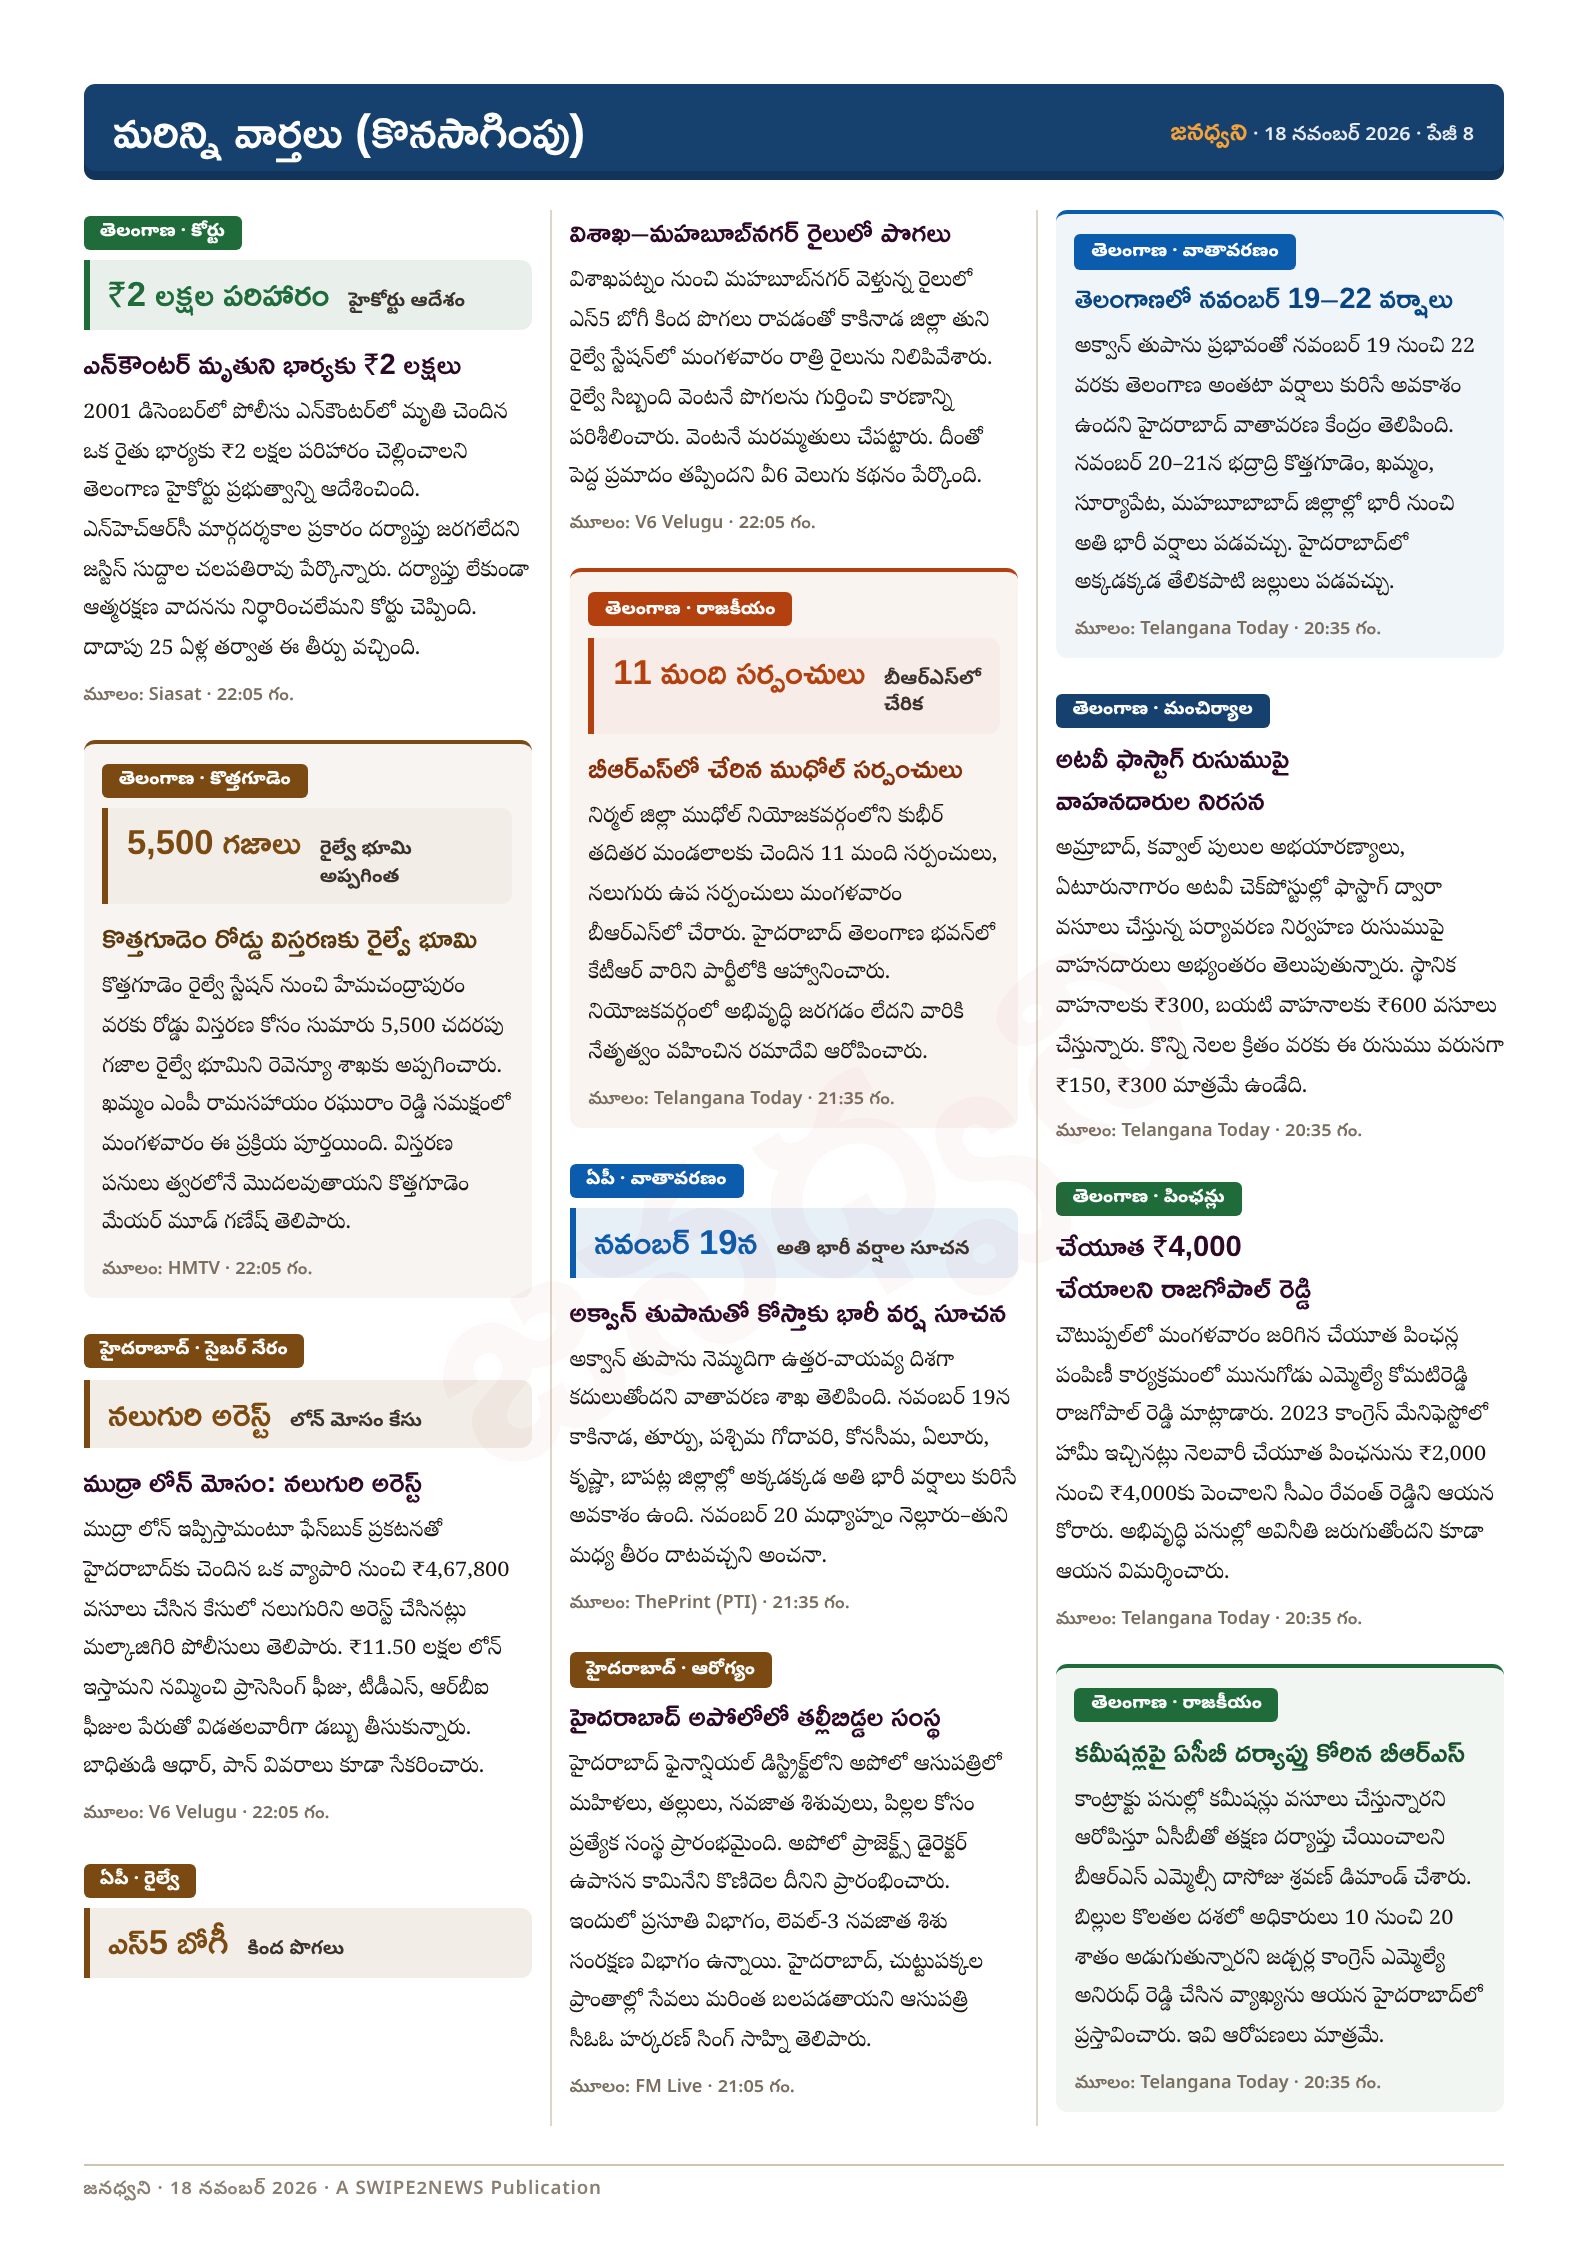 మరిన్ని వార్తలు (కొనసాగింపు)
జనధ్వని · 18 నవంబర్ 2026 · పేజీ 8
తెలంగాణ · కోర్టు
₹2 లక్షల పరిహారం హైకోర్టు ఆదేశం
ఎన్‌కౌంటర్ మృతుని భార్యకు ₹2 లక్షలు
2001 డిసెంబర్‌లో పోలీసు ఎన్‌కౌంటర్‌లో మృతి చెందిన
ఒక రైతు భార్యకు ₹2 లక్షల పరిహారం చెల్లించాలని
తెలంగాణ హైకోర్టు ప్రభుత్వాన్ని ఆదేశించింది.
ఎన్‌హెచ్‌ఆర్‌సీ మార్గదర్శకాల ప్రకారం దర్యాప్తు జరగలేదని
జస్టిస్ సుద్దాల చలపతిరావు పేర్కొన్నారు. దర్యాప్తు లేకుండా
ఆత్మరక్షణ వాదనను నిర్ధారించలేమని కోర్టు చెప్పింది.
దాదాపు 25 ఏళ్ల తర్వాత ఈ తీర్పు వచ్చింది.
మూలం: Siasat · 22:05 గం.
తెలంగాణ · కొత్తగూడెం
5,500 గజాలు రైల్వే భూమి
అప్పగింత
కొత్తగూడెం రోడ్డు విస్తరణకు రైల్వే భూమి
కొత్తగూడెం రైల్వే స్టేషన్ నుంచి హేమచంద్రాపురం
వరకు రోడ్డు విస్తరణ కోసం సుమారు 5,500 చదరపు
గజాల రైల్వే భూమిని రెవెన్యూ శాఖకు అప్పగించారు.
ఖమ్మం ఎంపీ రామసహాయం రఘురాం రెడ్డి సమక్షంలో
మంగళవారం ఈ ప్రక్రియ పూర్తయింది. విస్తరణ
పనులు త్వరలోనే మొదలవుతాయని కొత్తగూడెం
మేయర్ మూడ్ గణేష్ తెలిపారు.
మూలం: HMTV · 22:05 గం.
హైదరాబాద్ · సైబర్ నేరం
నలుగురి అరెస్ట్ లోన్ మోసం కేసు
ముద్రా లోన్ మోసం: నలుగురి అరెస్ట్
ముద్రా లోన్ ఇప్పిస్తామంటూ ఫేస్‌బుక్ ప్రకటనతో
హైదరాబాద్‌కు చెందిన ఒక వ్యాపారి నుంచి ₹4,67,800
వసూలు చేసిన కేసులో నలుగురిని అరెస్ట్ చేసినట్లు
మల్కాజిగిరి పోలీసులు తెలిపారు. ₹11.50 లక్షల లోన్
ఇస్తామని నమ్మించి ప్రాసెసింగ్ ఫీజు, టీడీఎస్, ఆర్‌బీఐ
ఫీజుల పేరుతో విడతలవారీగా డబ్బు తీసుకున్నారు.
బాధితుడి ఆధార్, పాన్ వివరాలు కూడా సేకరించారు.
మూలం: V6 Velugu · 22:05 గం.
ఏపీ · రైల్వే
ఎస్5 బోగీ కింద పొగలు
విశాఖ–మహబూబ్‌నగర్ రైలులో పొగలు
విశాఖపట్నం నుంచి మహబూబ్‌నగర్ వెళ్తున్న రైలులో
ఎస్5 బోగీ కింద పొగలు రావడంతో కాకినాడ జిల్లా తుని
రైల్వే స్టేషన్‌లో మంగళవారం రాత్రి రైలును నిలిపివేశారు.
రైల్వే సిబ్బంది వెంటనే పొగలను గుర్తించి కారణాన్ని
పరిశీలించారు. వెంటనే మరమ్మతులు చేపట్టారు. దీంతో
పెద్ద ప్రమాదం తప్పిందని వీ6 వెలుగు కథనం పేర్కొంది.
మూలం: V6 Velugu · 22:05 గం.
తెలంగాణ · రాజకీయం
11 మంది సర్పంచులు బీఆర్‌ఎస్‌లో
చేరిక
బీఆర్‌ఎస్‌లో చేరిన ముధోల్ సర్పంచులు
నిర్మల్ జిల్లా ముధోల్ నియోజకవర్గంలోని కుభీర్
తదితర మండలాలకు చెందిన 11 మంది సర్పంచులు,
నలుగురు ఉప సర్పంచులు మంగళవారం
బీఆర్‌ఎస్‌లో చేరారు. హైదరాబాద్ తెలంగాణ భవన్‌లో
కేటీఆర్ వారిని పార్టీలోకి ఆహ్వానించారు.
నియోజకవర్గంలో అభివృద్ధి జరగడం లేదని వారికి
నేతృత్వం వహించిన రమాదేవి ఆరోపించారు.
మూలం: Telangana Today · 21:35 గం.
ఏపీ · వాతావరణం
నవంబర్ 19న అతి భారీ వర్షాల సూచన
అక్వాన్ తుపానుతో కోస్తాకు భారీ వర్ష సూచన
అక్వాన్ తుపాను నెమ్మదిగా ఉత్తర-వాయవ్య దిశగా
కదులుతోందని వాతావరణ శాఖ తెలిపింది. నవంబర్ 19న
కాకినాడ, తూర్పు, పశ్చిమ గోదావరి, కోనసీమ, ఏలూరు,
కృష్ణా, బాపట్ల జిల్లాల్లో అక్కడక్కడ అతి భారీ వర్షాలు కురిసే
అవకాశం ఉంది. నవంబర్ 20 మధ్యాహ్నం నెల్లూరు–తుని
మధ్య తీరం దాటవచ్చని అంచనా.
మూలం: ThePrint (PTI) · 21:35 గం.
హైదరాబాద్ · ఆరోగ్యం
హైదరాబాద్ అపోలోలో తల్లీబిడ్డల సంస్థ
హైదరాబాద్ ఫైనాన్షియల్ డిస్ట్రిక్ట్‌లోని అపోలో ఆసుపత్రిలో
మహిళలు, తల్లులు, నవజాత శిశువులు, పిల్లల కోసం
ప్రత్యేక సంస్థ ప్రారంభమైంది. అపోలో ప్రాజెక్ట్స్ డైరెక్టర్
ఉపాసన కామినేని కొణిదెల దీనిని ప్రారంభించారు.
ఇందులో ప్రసూతి విభాగం, లెవల్-3 నవజాత శిశు
సంరక్షణ విభాగం ఉన్నాయి. హైదరాబాద్, చుట్టుపక్కల
ప్రాంతాల్లో సేవలు మరింత బలపడతాయని ఆసుపత్రి
సీఓఓ హర్కరణ్ సింగ్ సాహ్ని తెలిపారు.
మూలం: FM Live · 21:05 గం.
తెలంగాణ · వాతావరణం
తెలంగాణలో నవంబర్ 19–22 వర్షాలు
అక్వాన్ తుపాను ప్రభావంతో నవంబర్ 19 నుంచి 22
వరకు తెలంగాణ అంతటా వర్షాలు కురిసే అవకాశం
ఉందని హైదరాబాద్ వాతావరణ కేంద్రం తెలిపింది.
నవంబర్ 20–21న భద్రాద్రి కొత్తగూడెం, ఖమ్మం,
సూర్యాపేట, మహబూబాబాద్ జిల్లాల్లో భారీ నుంచి
అతి భారీ వర్షాలు పడవచ్చు. హైదరాబాద్‌లో
అక్కడక్కడ తేలికపాటి జల్లులు పడవచ్చు.
మూలం: Telangana Today · 20:35 గం.
తెలంగాణ · మంచిర్యాల
అటవీ ఫాస్టాగ్ రుసుముపై
వాహనదారుల నిరసన
అమ్రాబాద్, కవ్వాల్ పులుల అభయారణ్యాలు,
ఏటూరునాగారం అటవీ చెక్‌పోస్టుల్లో ఫాస్టాగ్ ద్వారా
వసూలు చేస్తున్న పర్యావరణ నిర్వహణ రుసుముపై
వాహనదారులు అభ్యంతరం తెలుపుతున్నారు. స్థానిక
వాహనాలకు ₹300, బయటి వాహనాలకు ₹600 వసూలు
చేస్తున్నారు. కొన్ని నెలల క్రితం వరకు ఈ రుసుము వరుసగా
₹150, ₹300 మాత్రమే ఉండేది.
మూలం: Telangana Today · 20:35 గం.
తెలంగాణ · పింఛన్లు
చేయూత ₹4,000
చేయాలని రాజగోపాల్ రెడ్డి
చౌటుప్పల్‌లో మంగళవారం జరిగిన చేయూత పింఛన్ల
పంపిణీ కార్యక్రమంలో మునుగోడు ఎమ్మెల్యే కోమటిరెడ్డి
రాజగోపాల్ రెడ్డి మాట్లాడారు. 2023 కాంగ్రెస్ మేనిఫెస్టోలో
హామీ ఇచ్చినట్లు నెలవారీ చేయూత పింఛనును ₹2,000
నుంచి ₹4,000కు పెంచాలని సీఎం రేవంత్ రెడ్డిని ఆయన
కోరారు. అభివృద్ధి పనుల్లో అవినీతి జరుగుతోందని కూడా
ఆయన విమర్శించారు.
మూలం: Telangana Today · 20:35 గం.
తెలంగాణ · రాజకీయం
కమీషన్లపై ఏసీబీ దర్యాప్తు కోరిన బీఆర్ఎస్
కాంట్రాక్టు పనుల్లో కమీషన్లు వసూలు చేస్తున్నారని
ఆరోపిస్తూ ఏసీబీతో తక్షణ దర్యాప్తు చేయించాలని
బీఆర్ఎస్ ఎమ్మెల్సీ దాసోజు శ్రవణ్ డిమాండ్ చేశారు.
బిల్లుల కొలతల దశలో అధికారులు 10 నుంచి 20
శాతం అడుగుతున్నారని జడ్చర్ల కాంగ్రెస్ ఎమ్మెల్యే
అనిరుధ్ రెడ్డి చేసిన వ్యాఖ్యను ఆయన హైదరాబాద్‌లో
ప్రస్తావించారు. ఇవి ఆరోపణలు మాత్రమే.
మూలం: Telangana Today · 20:35 గం.
జనధ్వని
జనధ్వని · 18 నవంబర్ 2026 · A SWIPE2NEWS Publication